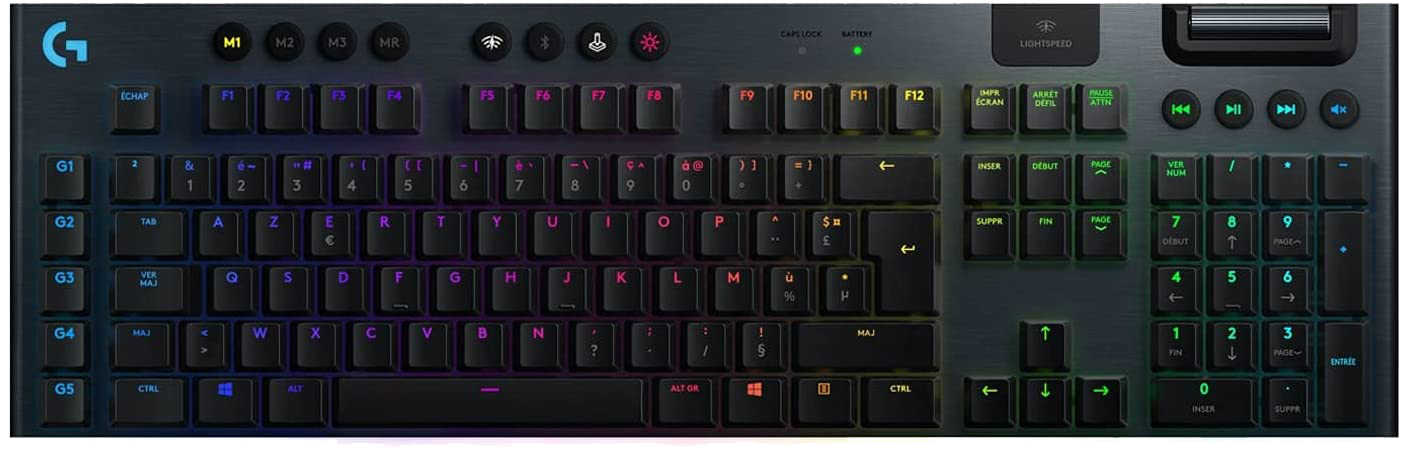 G
M1 M2 M3 MR
CAPS LOCK BATTERY
LIGHTSPEED
ÉCHAP F1 F2 F3 F4 F5 F6 F7 F8 F9 F10 F11 F12
IMPR ÉCRAN ARRÊT DÉFIL PAUSE ATTN
G1 ² & 1 é ~ 2 " # 3 ' { 4 ( [ 5 - | 6 è ` 7 _ \ 8 ç ^ 9 à @ 0 ) ] ° = } + ←
INSER DÉBUT PAGE
VER NUM / * -
G2 TAB A Z E € R T Y U I O P ^ ¨ $ ¤ £
SUPPR FIN PAGE
7 DÉBUT 8 ↑ 9 PAGE +
G3 VER MAJ Q S D F G H J K L M ù % * µ
4 ← 5 6 →
G4 MAJ < > W X C V B N , ? ; . : / ! § MAJ
↑
1 FIN 2 ↓ 3 PAGE ENTRÉE
G5 CTRL ALT ALT GR CTRL
← ↓ →
0 INSER . SUPPR